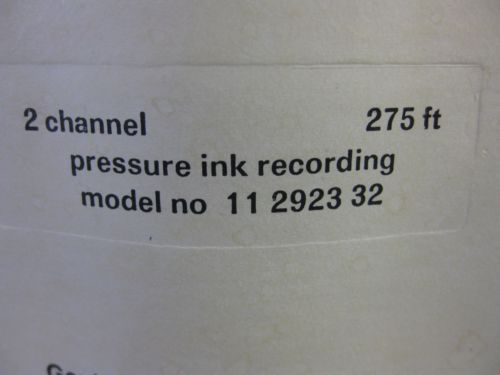 2 channel 275 ft
pressure ink recording
model no 11 2923 32